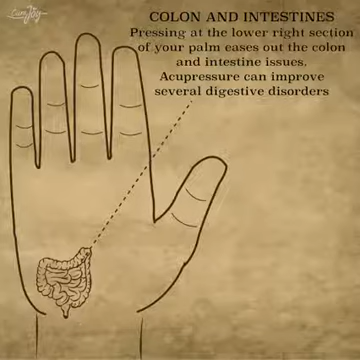 CureJoy
COLON AND INTESTINES
Pressing at the lower right section
of your palm eases out the colon
and intestine issues.
Acupressure can improve
several digestive disorders